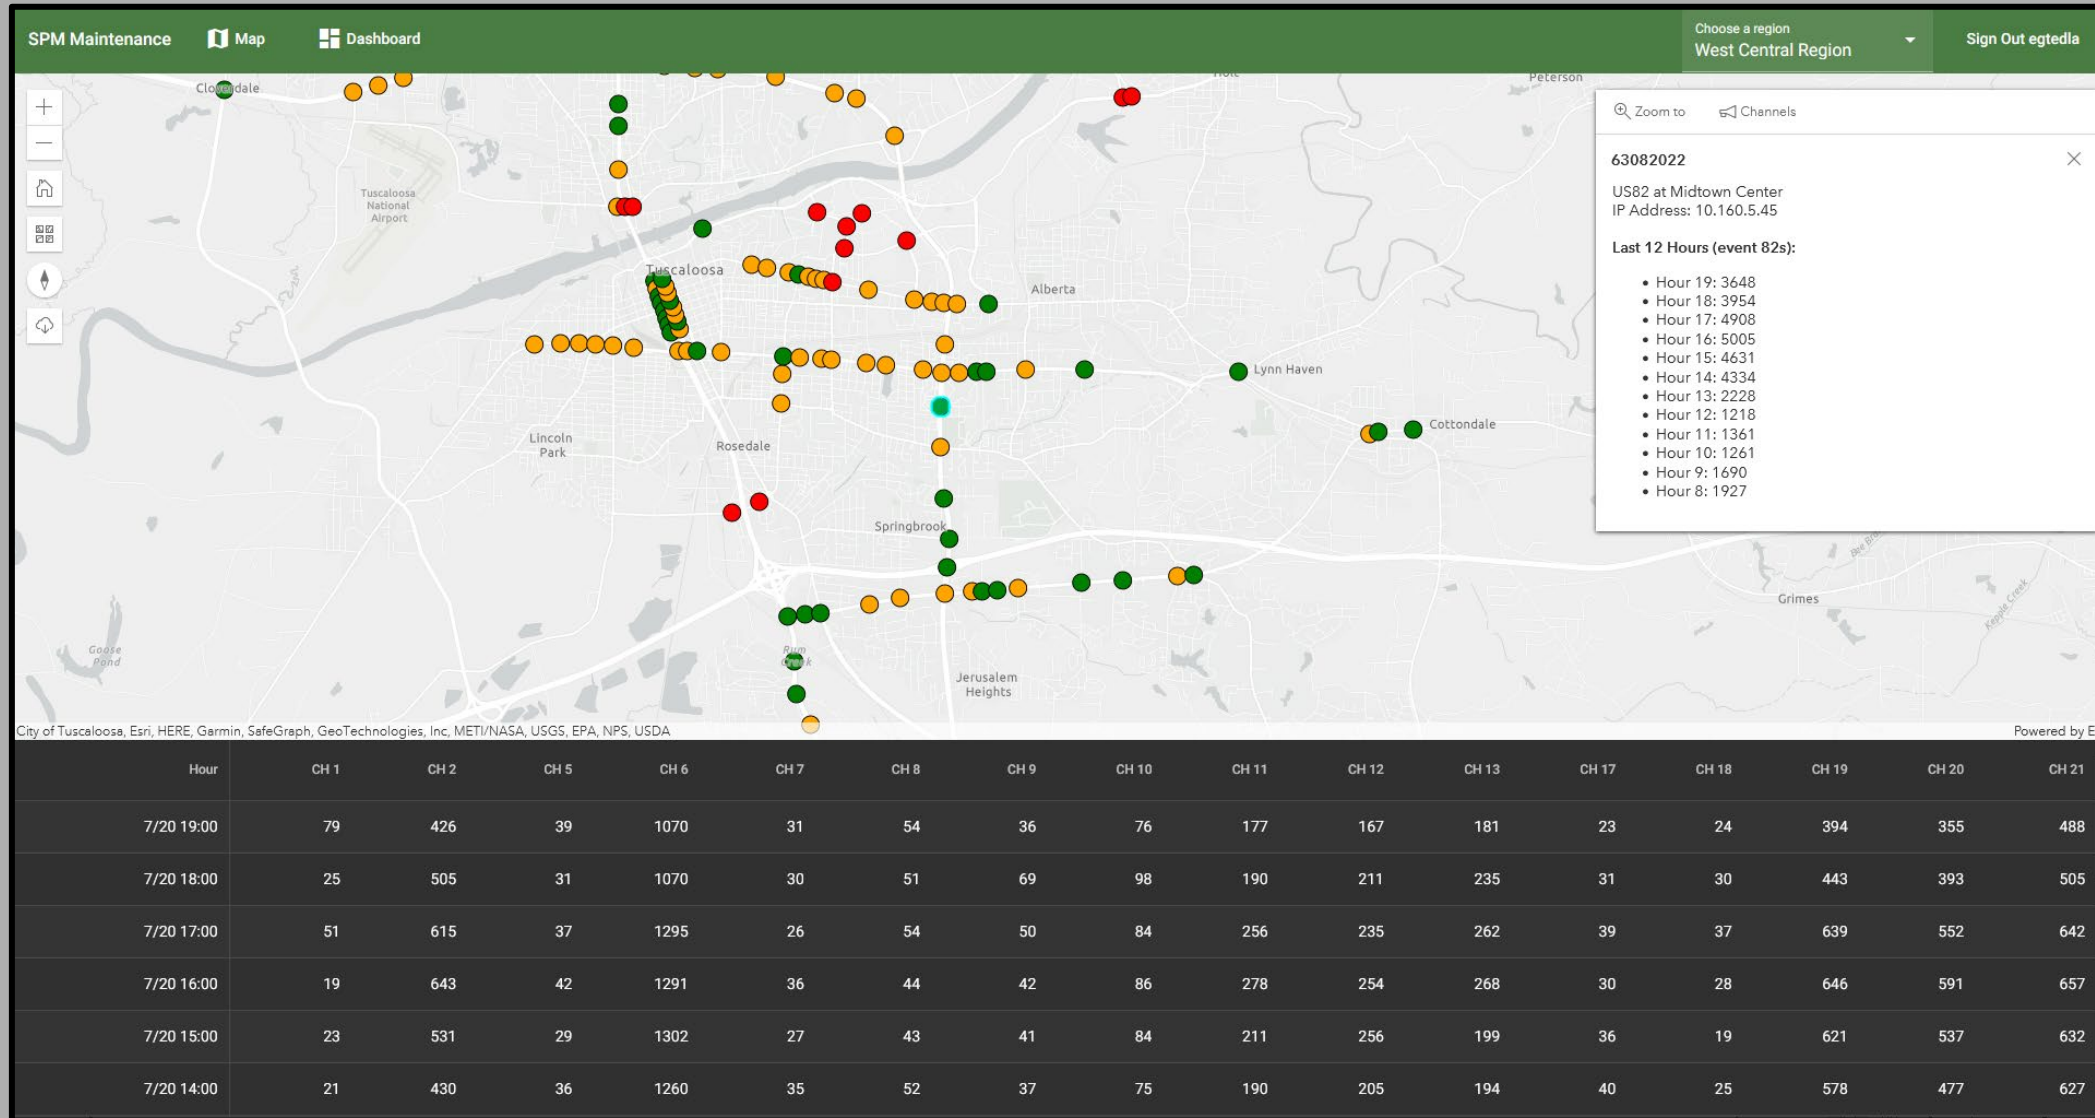 SPM Maintenance Map Dashboard Choose a region West Central Region Sign Out egtedla
Cloverdale
Peterson
Tuscaloosa
National
Airport
Tuscaloosa
Alberta
Lynn Haven
Cottondale
Lincoln
Park
Rosedale
Springbrook
Grimes
Kepple Creek
Goose
Pond
Rum
Creek
Jerusalem
Heights
Zoom to Channels
63082022
US82 at Midtown Center
IP Address: 10.160.5.45
Last 12 Hours (event 82s):
• Hour 19: 3648
• Hour 18: 3954
• Hour 17: 4908
• Hour 16: 5005
• Hour 15: 4631
• Hour 14: 4334
• Hour 13: 2228
• Hour 12: 1218
• Hour 11: 1361
• Hour 10: 1261
• Hour 9: 1690
• Hour 8: 1927
City of Tuscaloosa, Esri, HERE, Garmin, SafeGraph, GeoTechnologies, Inc, METI/NASA, USGS, EPA, NPS, USDA Powered by E
Hour CH 1 CH 2 CH 5 CH 6 CH 7 CH 8 CH 9 CH 10 CH 11 CH 12 CH 13 CH 17 CH 18 CH 19 CH 20 CH 21
7/20 19:00 79 426 39 1070 31 54 36 76 177 167 181 23 24 394 355 488
7/20 18:00 25 505 31 1070 30 51 69 98 190 211 235 31 30 443 393 505
7/20 17:00 51 615 37 1295 26 54 50 84 256 235 262 39 37 639 552 642
7/20 16:00 19 643 42 1291 36 44 42 86 278 254 268 30 28 646 591 657
7/20 15:00 23 531 29 1302 27 43 41 84 211 256 199 36 19 621 537 632
7/20 14:00 21 430 36 1260 35 52 37 75 190 205 194 40 25 578 477 627